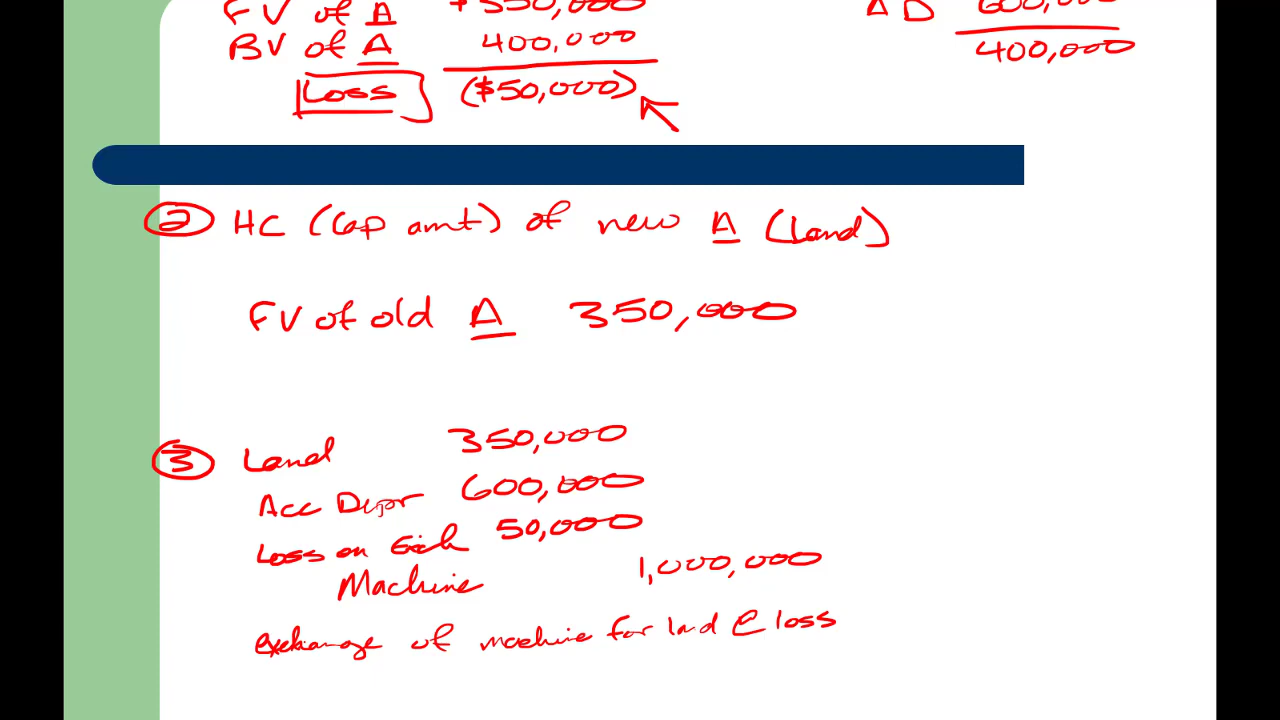 FV of A $350,000
BV of A 400,000
Loss ($50,000)
AD 600,000
400,000
② HC (Cap amt) of new A (Land)
FV of old A 350,000
③ Land 350,000
Acc Depr 600,000
Loss on Exch 50,000
Machine 1,000,000
exchange of machine for land @ loss